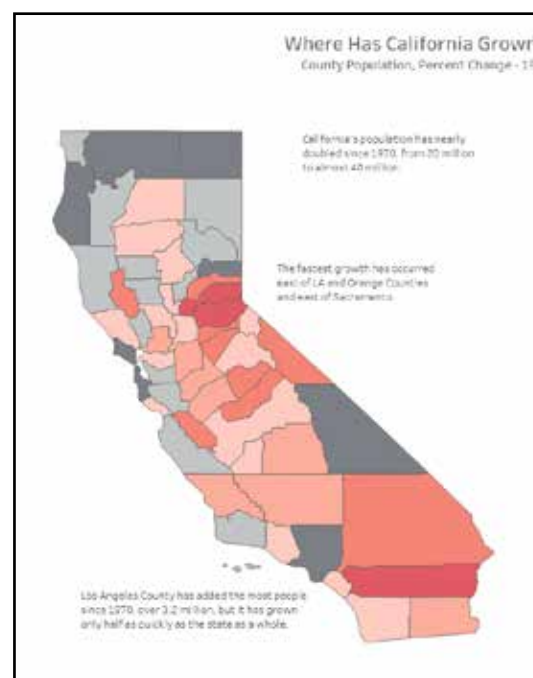 Where Has California Grown
County Population, Percent Change - 19
California's population has nearly
doubled since 1970, from 20 million
to almost 40 million.
The fastest growth has occurred
east of LA and Orange Counties
and east of Sacramento.
Los Angeles County has added the most people
since 1970, over 3.2 million, but it has grown
only half as quickly as the state as a whole.